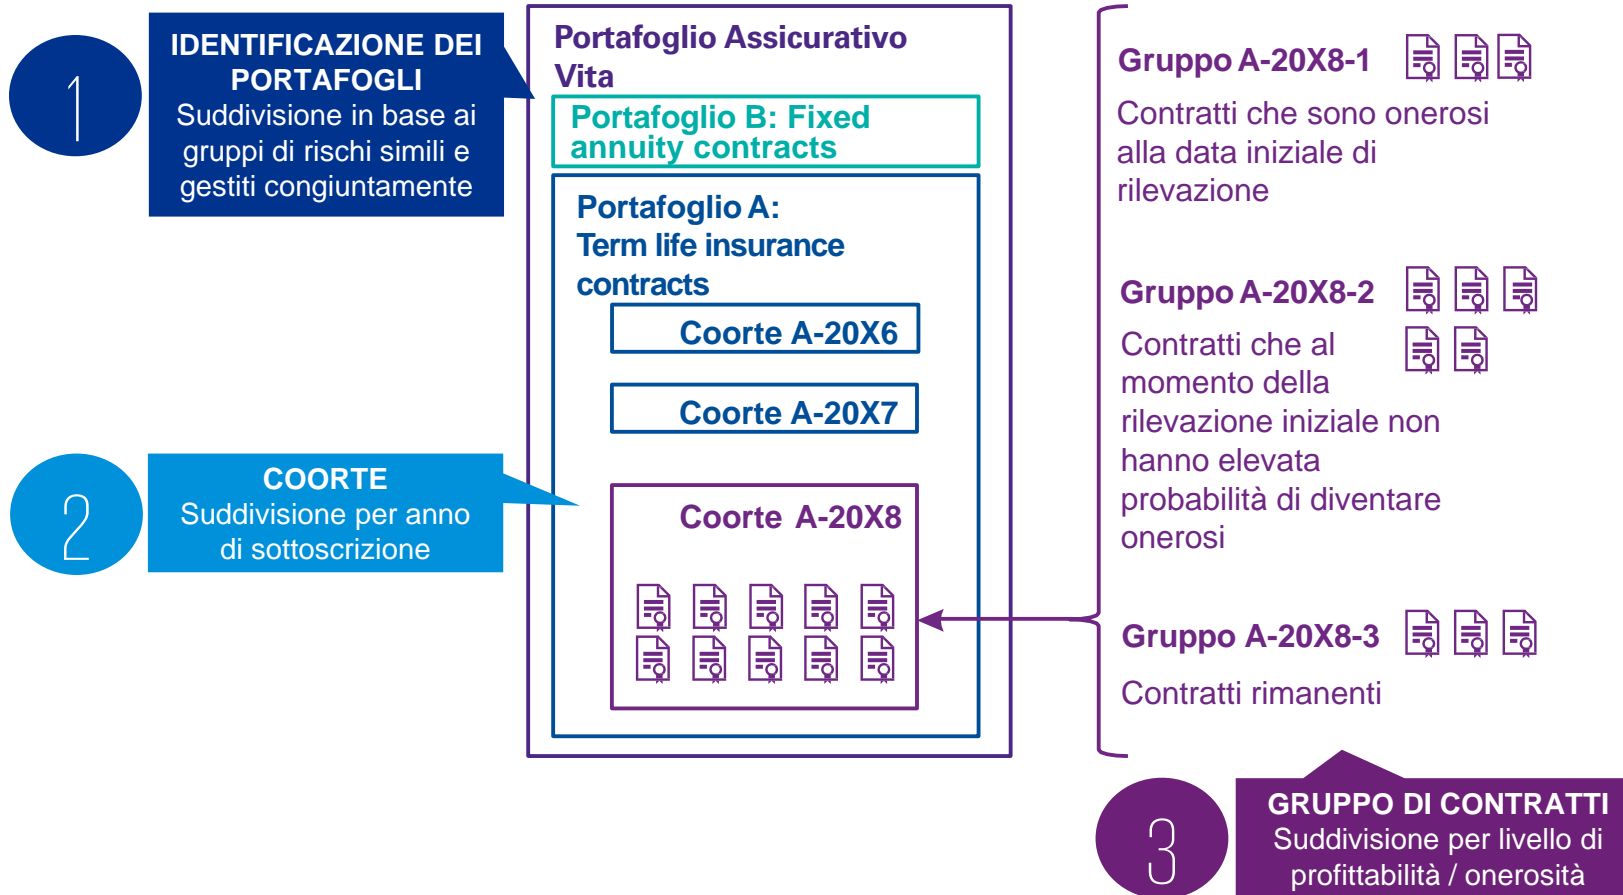 1
IDENTIFICAZIONE DEI
PORTAFOGLI
Suddivisione in base ai
gruppi di rischi simili e
gestiti congiuntamente
Portafoglio Assicurativo
Vita
Portafoglio B: Fixed
annuity contracts
Portafoglio A:
Term life insurance
contracts
Coorte A-20X6
Coorte A-20X7
2
COORTE
Suddivisione per anno
di sottoscrizione
Coorte A-20X8
Gruppo A-20X8-1
Contratti che sono onerosi
alla data iniziale di
rilevazione
Gruppo A-20X8-2
Contratti che al
momento della
rilevazione iniziale non
hanno elevata
probabilità di diventare
onerosi
Gruppo A-20X8-3
Contratti rimanenti
3
GRUPPO DI CONTRATTI
Suddivisione per livello di
profittabilità / onerosità